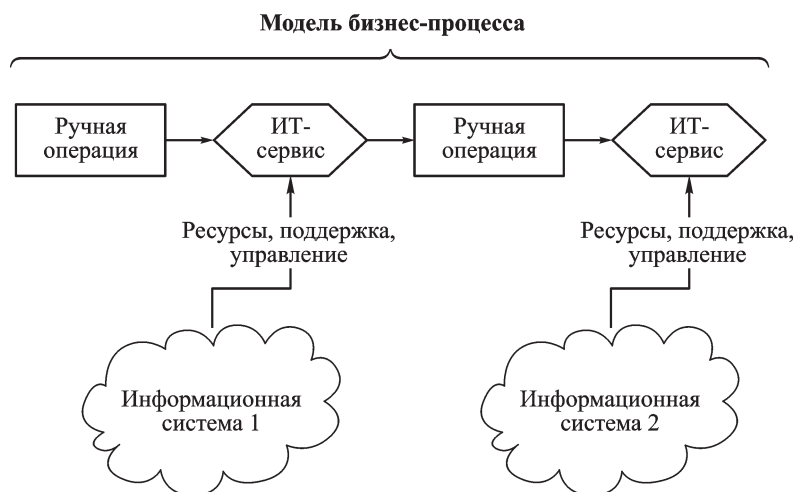 Модель бизнес-процесса
Ручная
операция
ИТ-
сервис
Ручная
операция
ИТ-
сервис
Ресурсы, поддержка,
управление
Ресурсы, поддержка,
управление
Информационная
система 1
Информационная
система 2